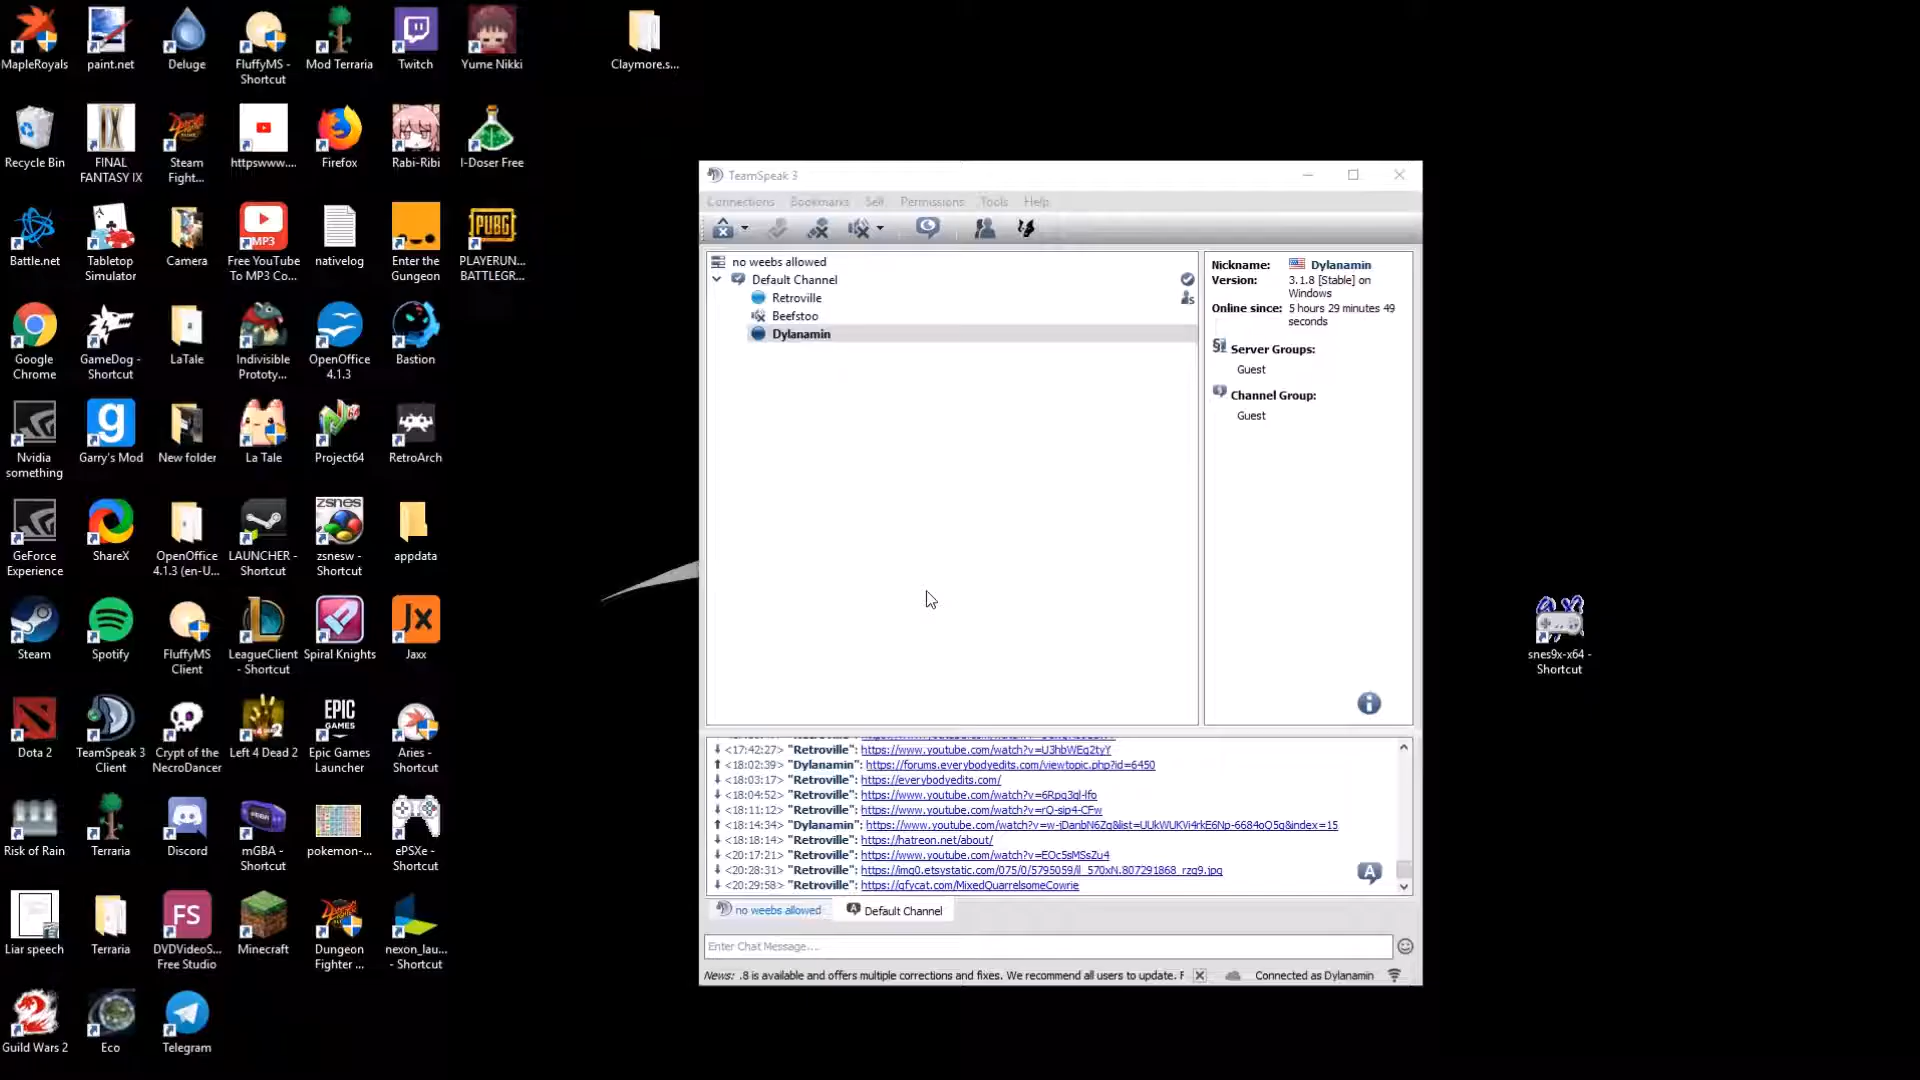 MapleRoyals
paint.net
Deluge
FluffyMS -
Shortcut
Mod Terraria
Twitch
Yume Nikki
Claymore.s...
Recycle Bin
FINAL
FANTASY IX
Steam
Fight...
httpswww....
Firefox
Rabi-Ribi
I-Doser Free
Battle.net
Tabletop
Simulator
Camera
MP3
Free YouTube
To MP3 Co...
nativelog
Enter the
Gungeon
PUBG
PLAYERUN...
BATTLEGR...
Google
Chrome
GameDog -
Shortcut
LaTale
Indivisible
Prototy...
OpenOffice
4.1.3
Bastion
Nvidia
something
Garry's Mod
New folder
La Tale
Project64
RetroArch
GeForce
Experience
ShareX
OpenOffice
4.1.3 (en-U...
LAUNCHER -
Shortcut
zsnes
zsnesw -
Shortcut
appdata
Steam
Spotify
FluffyMS
Client
LeagueClient
- Shortcut
Spiral Knights
JX
Jaxx
Dota 2
TeamSpeak 3
Client
Crypt of the
NecroDancer
Left 4 Dead 2
EPIC
GAMES
Epic Games
Launcher
Aries -
Shortcut
Risk of Rain
Terraria
Discord
mGBA -
Shortcut
pokemon-...
ePSXe -
Shortcut
Liar speech
Terraria
FS
DVDVideoS...
Free Studio
Minecraft
Dungeon
Fighter ...
nexon_lau...
- Shortcut
Guild Wars 2
Eco
Telegram
snes9x-x64 -
Shortcut
TeamSpeak 3
Connections Bookmarks Self Permissions Tools Help
no weebs allowed
Default Channel
Retroville
Beefstoo
Dylanamin
Nickname: Dylanamin
Version: 3.1.8 [Stable] on
Windows
Online since: 5 hours 29 minutes 49
seconds
Server Groups:
Guest
Channel Group:
Guest
<17:42:27> "Retroville": https://www.youtube.com/watch?v=U3hbWEq2tyY
<18:02:39> "Dylanamin": https://forums.everybodyedits.com/viewtopic.php?id=6450
<18:03:17> "Retroville": https://everybodyedits.com/
<18:04:52> "Retroville": https://www.youtube.com/watch?v=6Rpq3ql-lfo
<18:11:12> "Retroville": https://www.youtube.com/watch?v=rQ-sip4-CFw
<18:14:34> "Dylanamin": https://www.youtube.com/watch?v=w-jDanbN6Zg&list=UUkWUKVi4rkE6Np-6684oQ5g&index=15
<18:18:14> "Retroville": https://hatreon.net/about/
<20:17:21> "Retroville": https://www.youtube.com/watch?v=EOc5sMSsZu4
<20:28:31> "Retroville": https://img0.etsystatic.com/075/0/5795059/il_570xN.807291868_rzq9.jpg
<20:29:58> "Retroville": https://gfycat.com/MixedQuarrelsomeCowrie
no weebs allowed
Default Channel
Enter Chat Message...
News: .8 is available and offers multiple corrections and fixes. We recommend all users to update. F
Connected as Dylanamin